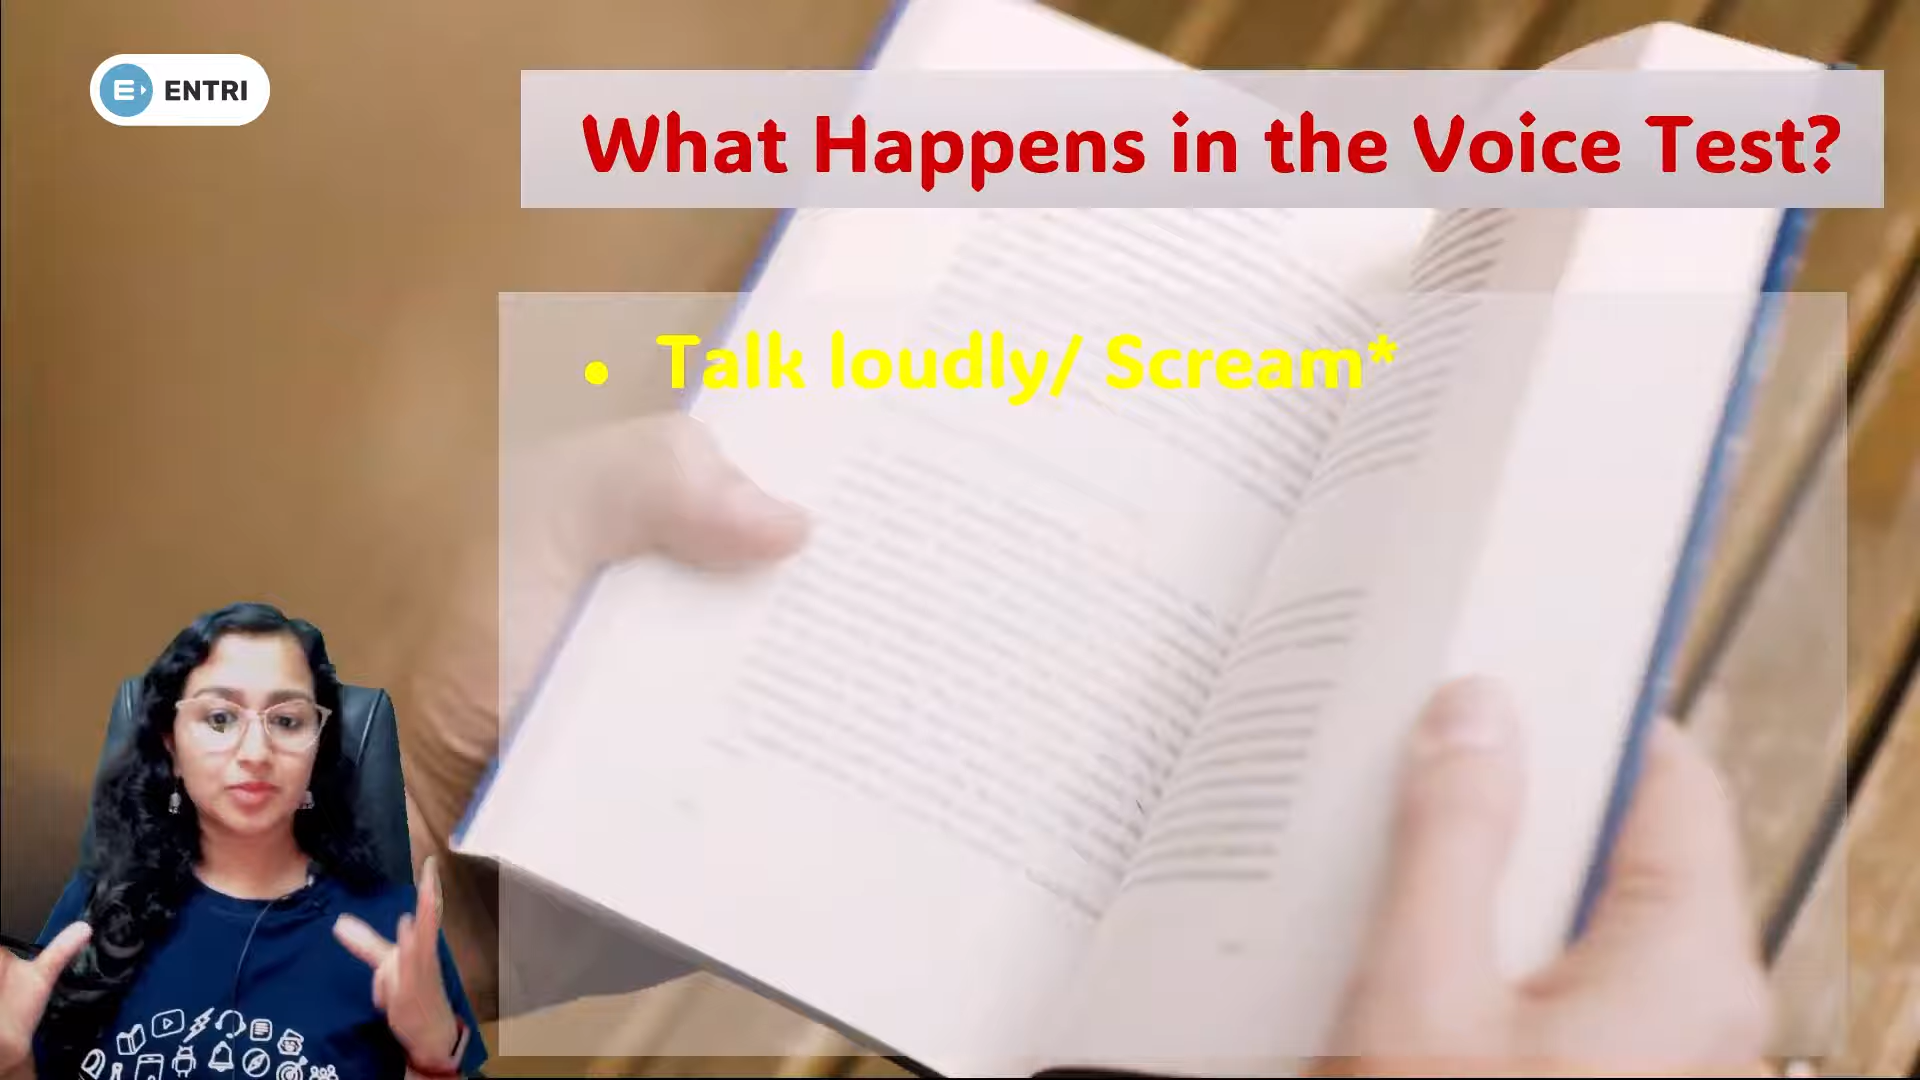 ENTRI
What Happens in the Voice Test?
• Talk loudly/ Scream*